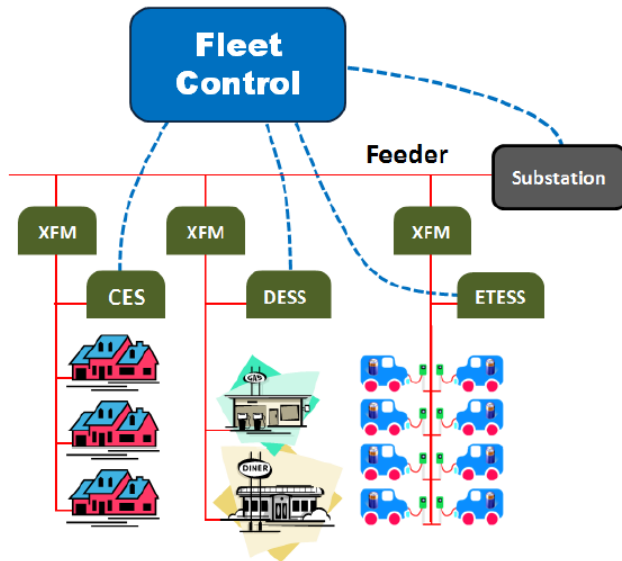 Fleet
Control
Feeder
Substation
XFM
XFM
XFM
CES
DESS
ETESS
GAS
DINER